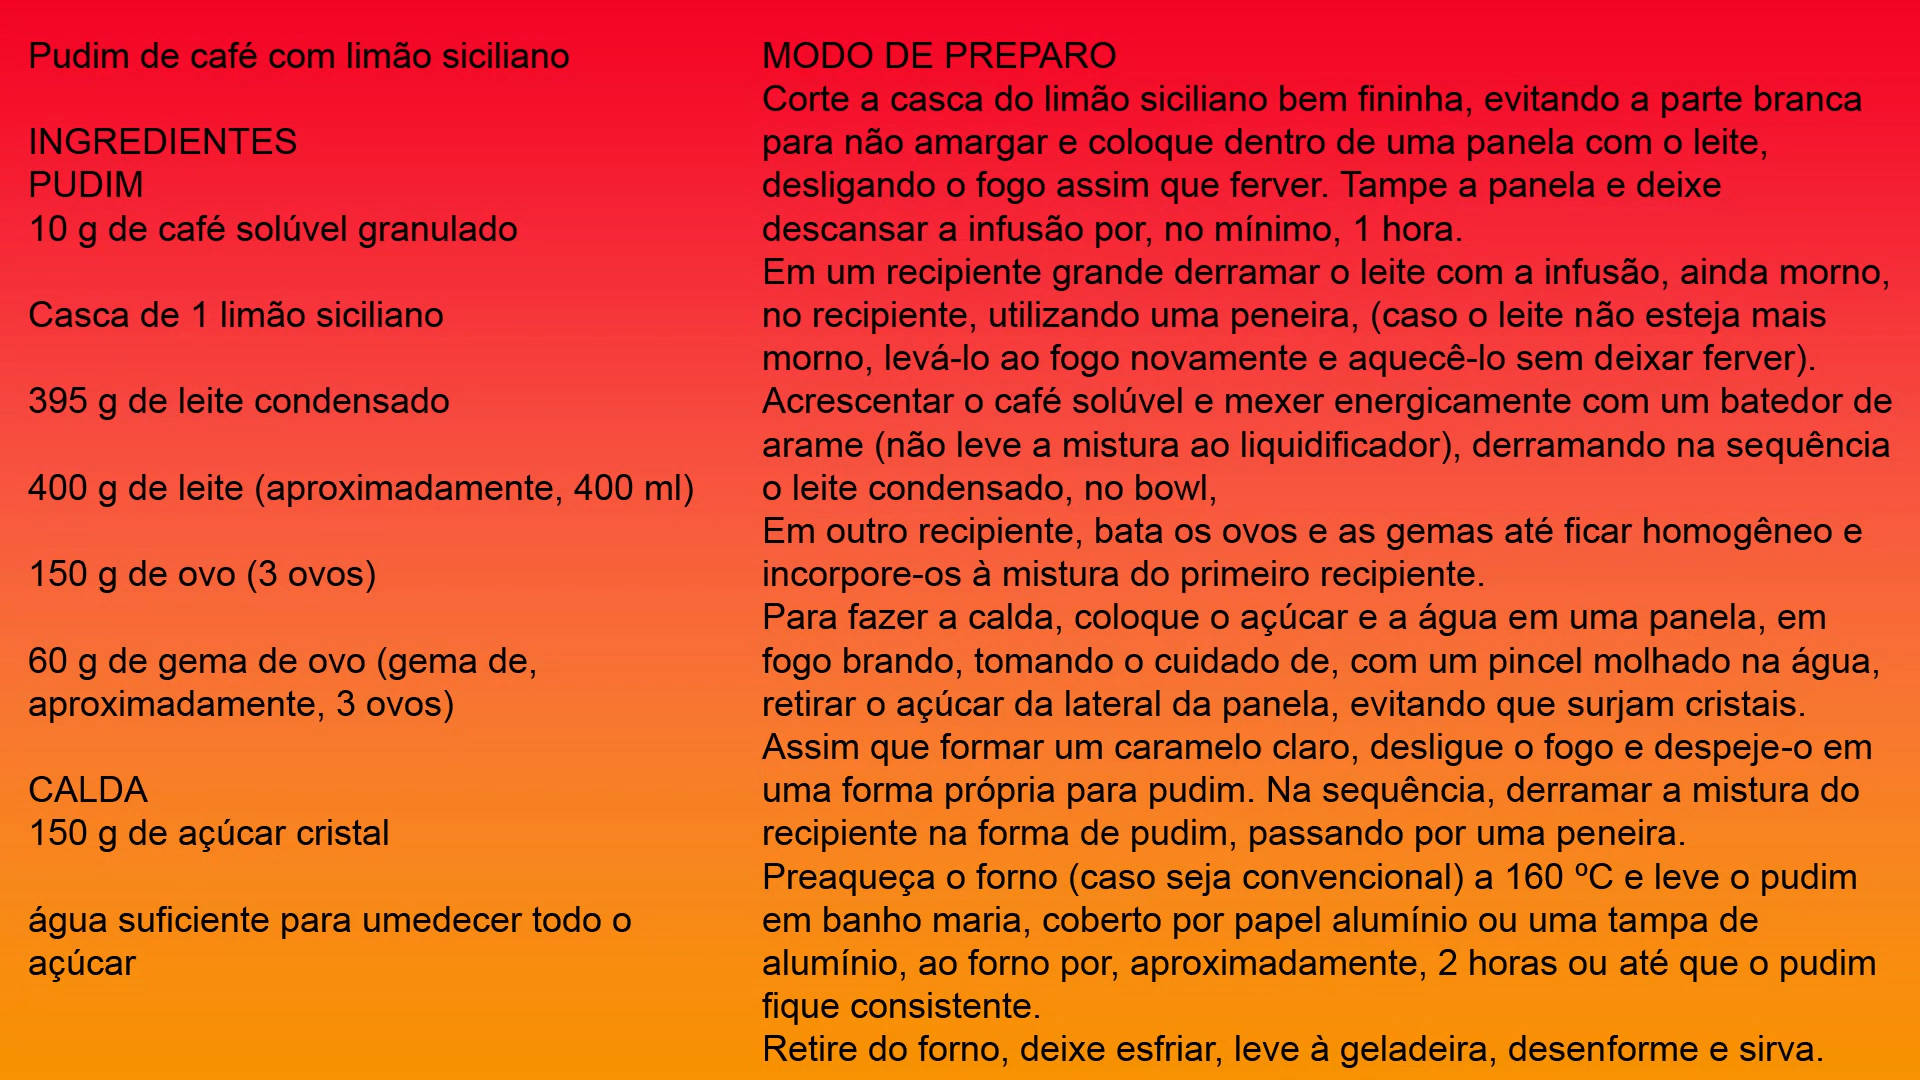 Pudim de café com limão siciliano
INGREDIENTES
PUDIM
10 g de café solúvel granulado
Casca de 1 limão siciliano
395 g de leite condensado
400 g de leite (aproximadamente, 400 ml)
150 g de ovo (3 ovos)
60 g de gema de ovo (gema de,
aproximadamente, 3 ovos)
CALDA
150 g de açúcar cristal
água suficiente para umedecer todo o
açúcar
MODO DE PREPARO
Corte a casca do limão siciliano bem fininha, evitando a parte branca
para não amargar e coloque dentro de uma panela com o leite,
desligando o fogo assim que ferver. Tampe a panela e deixe
descansar a infusão por, no mínimo, 1 hora.
Em um recipiente grande derramar o leite com a infusão, ainda morno,
no recipiente, utilizando uma peneira, (caso o leite não esteja mais
morno, levá-lo ao fogo novamente e aquecê-lo sem deixar ferver).
Acrescentar o café solúvel e mexer energicamente com um batedor de
arame (não leve a mistura ao liquidificador), derramando na sequência
o leite condensado, no bowl,
Em outro recipiente, bata os ovos e as gemas até ficar homogêneo e
incorpore-os à mistura do primeiro recipiente.
Para fazer a calda, coloque o açúcar e a água em uma panela, em
fogo brando, tomando o cuidado de, com um pincel molhado na água,
retirar o açúcar da lateral da panela, evitando que surjam cristais.
Assim que formar um caramelo claro, desligue o fogo e despeje-o em
uma forma própria para pudim. Na sequência, derramar a mistura do
recipiente na forma de pudim, passando por uma peneira.
Preaqueça o forno (caso seja convencional) a 160 ºC e leve o pudim
em banho maria, coberto por papel alumínio ou uma tampa de
alumínio, ao forno por, aproximadamente, 2 horas ou até que o pudim
fique consistente.
Retire do forno, deixe esfriar, leve à geladeira, desenforme e sirva.